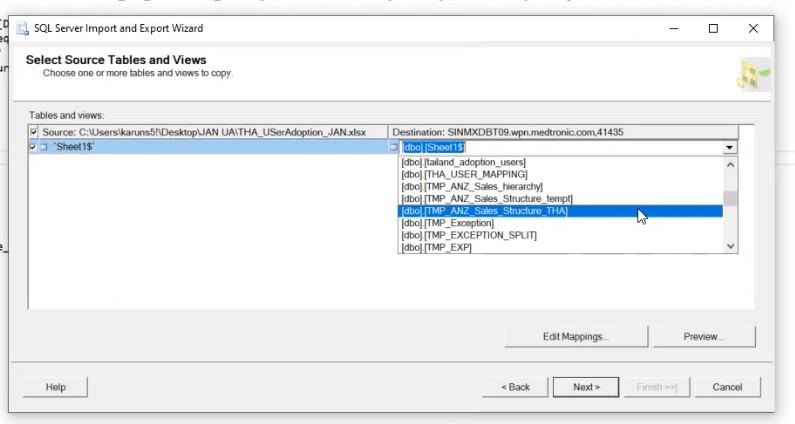 SQL Server Import and Export Wizard
Select Source Tables and Views
Choose one or more tables and views to copy.
Tables and views:
Source: C:\Users\karuns5\Desktop\JAN UA\THA_USerAdoption_JAN.xlsx Destination: SINMXDBT09.wpn.medtronic.com,41435
`Sheet1$` [dbo].[Sheet1$]
[dbo].[tailand_adoption_users]
[dbo].[THA_USER_MAPPING]
[dbo].[TMP_ANZ_Sales_hierarchy]
[dbo].[TMP_ANZ_Sales_Structure_tempt]
[dbo].[TMP_ANZ_Sales_Structure_THA]
[dbo].[TMP_Exception]
[dbo].[TMP_EXCEPTION_SPLIT]
[dbo].[TMP_EXP]
Edit Mappings... Preview...
Help < Back Next > Finish >>| Cancel